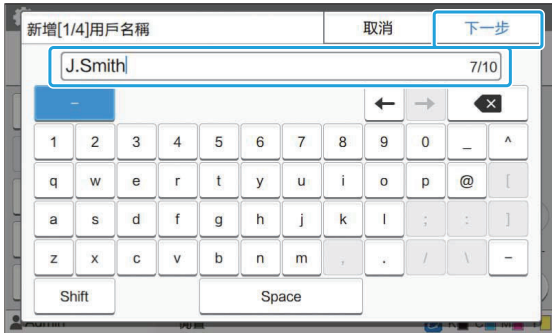 新增[1/4]用戶名稱 取消 下一步
J.Smith 7/10
– ← →
1 2 3 4 5 6 7 8 9 0 _ ^
q w e r t y u i o p @ [
a s d f g h j k l ; : ]
z x c v b n m , . / \ –
Shift Space
Admin